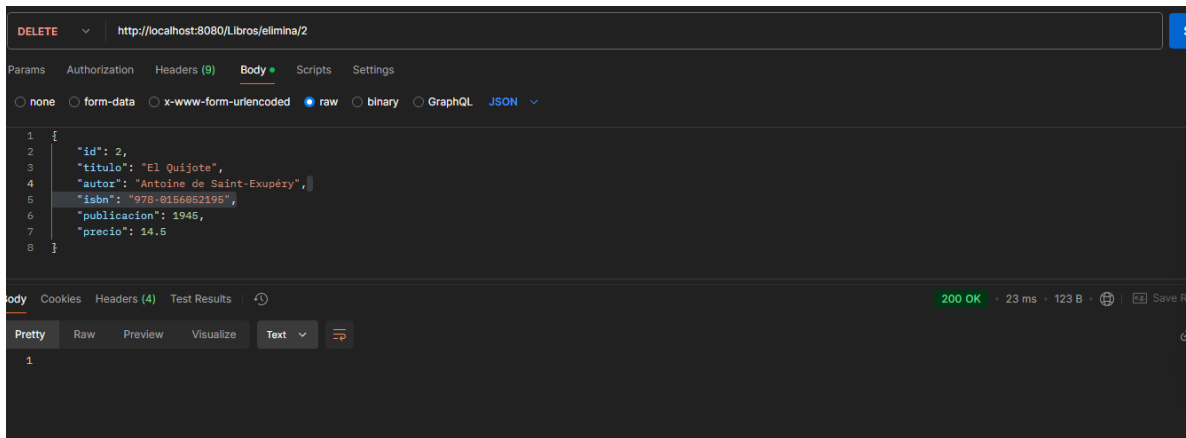 DELETE http://localhost:8080/Libros/elimina/2
Params Authorization Headers (9) Body Scripts Settings
none form-data x-www-form-urlencoded raw binary GraphQL JSON
1 {
2 "id": 2,
3 "titulo": "El Quijote",
4 "autor": "Antoine de Saint-Exupéry",
5 "isbn": "978-0156052195",
6 "publicacion": 1945,
7 "precio": 14.5
8 }
Body Cookies Headers (4) Test Results 200 OK 23 ms 123 B Save R
Pretty Raw Preview Visualize Text
1